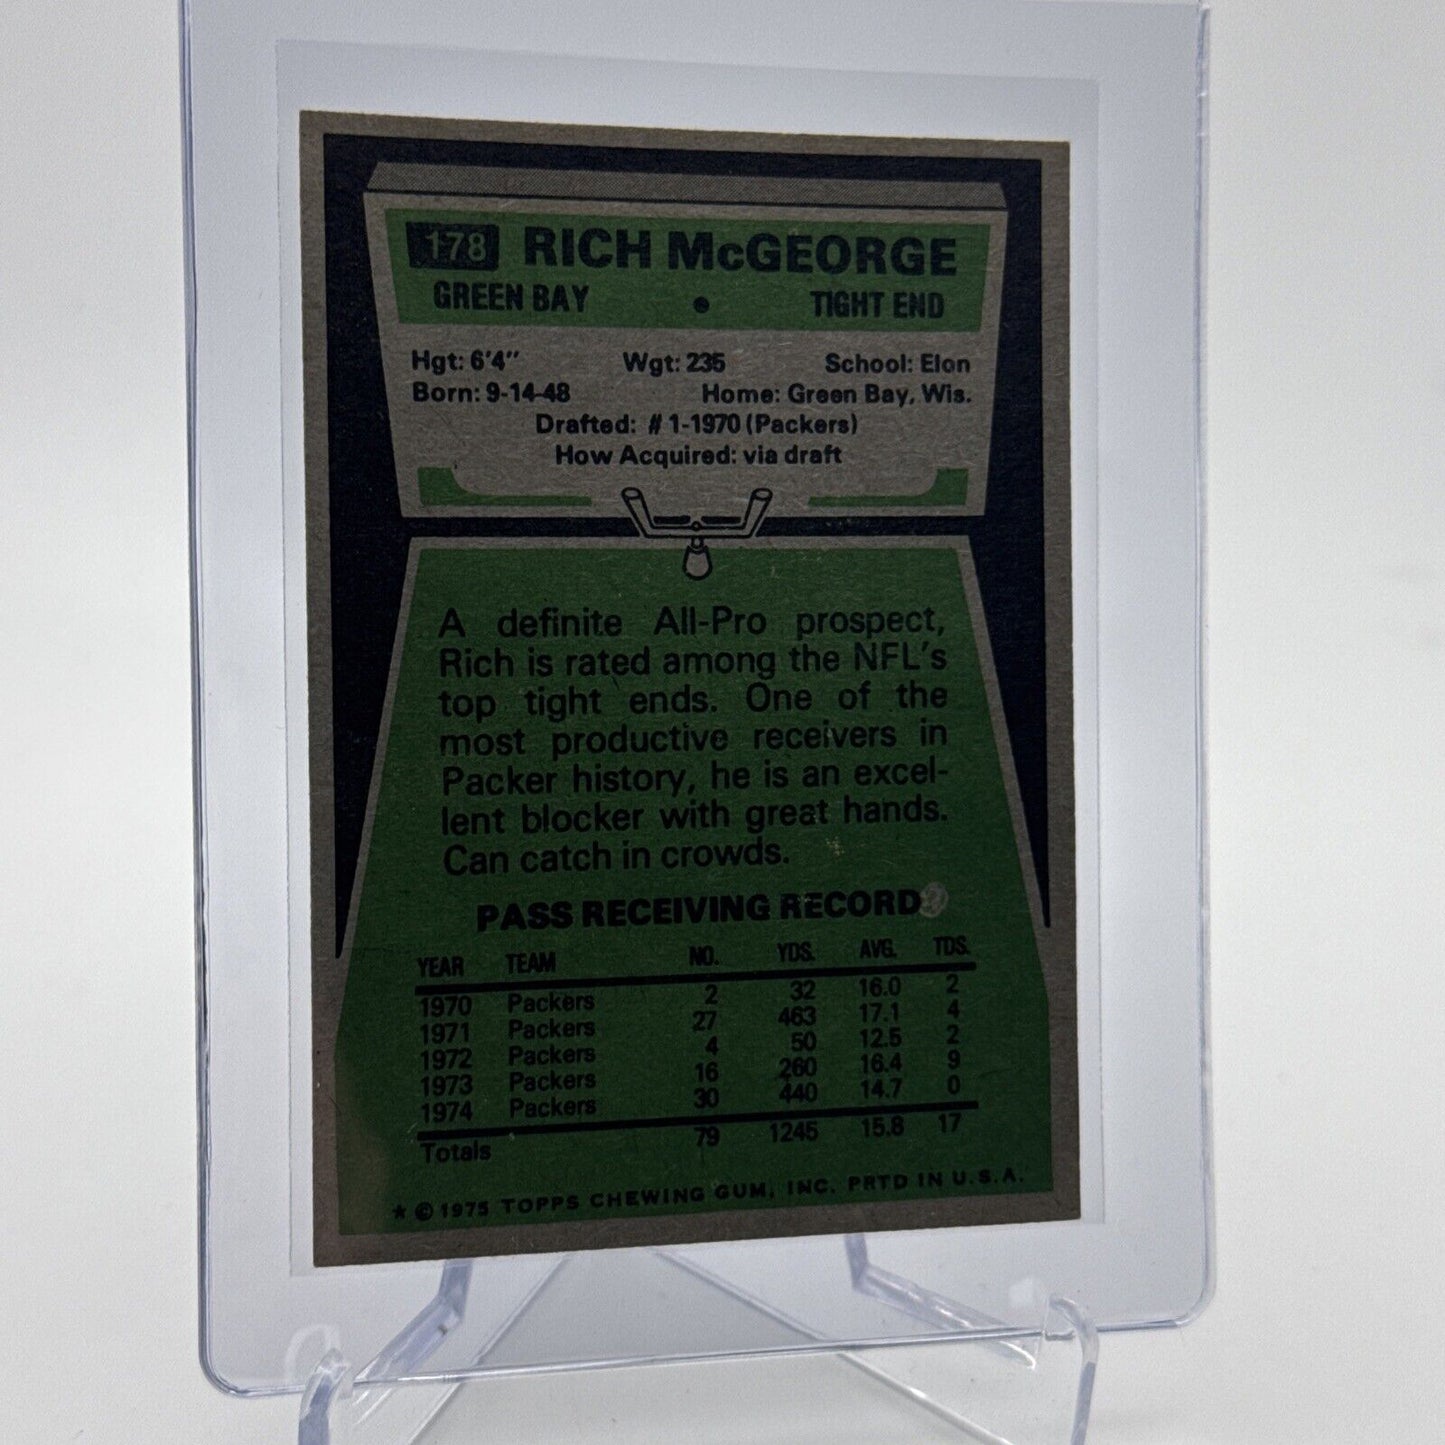 178 RICH McGEORGE
GREEN BAY • TIGHT END
Hgt: 6'4" Wgt: 235 School: Elon
Born: 9-14-48 Home: Green Bay, Wis.
Drafted: #1-1970 (Packers)
How Acquired: via draft
A definite All-Pro prospect,
Rich is rated among the NFL's
top tight ends. One of the
most productive receivers in
Packer history, he is an excel-
lent blocker with great hands.
Can catch in crowds.
PASS RECEIVING RECORD
YEAR TEAM NO. YDS. AVG. TDS.
1970 Packers 2 32 16.0 2
1971 Packers 27 463 17.1 4
1972 Packers 4 50 12.5 2
1973 Packers 16 260 16.4 9
1974 Packers 30 440 14.7 0
Totals 79 1245 15.8 17
★ © 1975 TOPPS CHEWING GUM, INC. PRTD IN U.S.A.